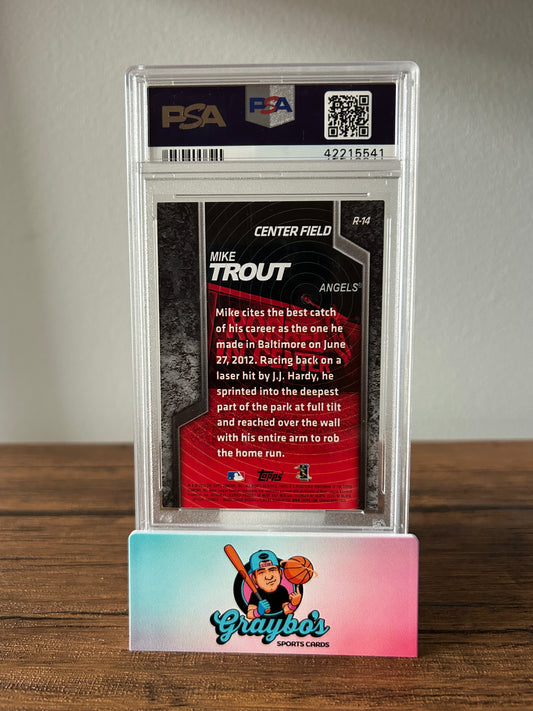 PSA
PSA
42215541
R-14
CENTER FIELD
MIKE
TROUT
ANGELS®
Mike cites the best catch
of his career as the one he
made in Baltimore on June
27, 2012. Racing back on a
laser hit by J.J. Hardy, he
sprinted into the deepest
part of the park at full tilt
and reached over the wall
with his entire arm to rob
the home run.
Topps
Graybo's
SPORTS CARDS